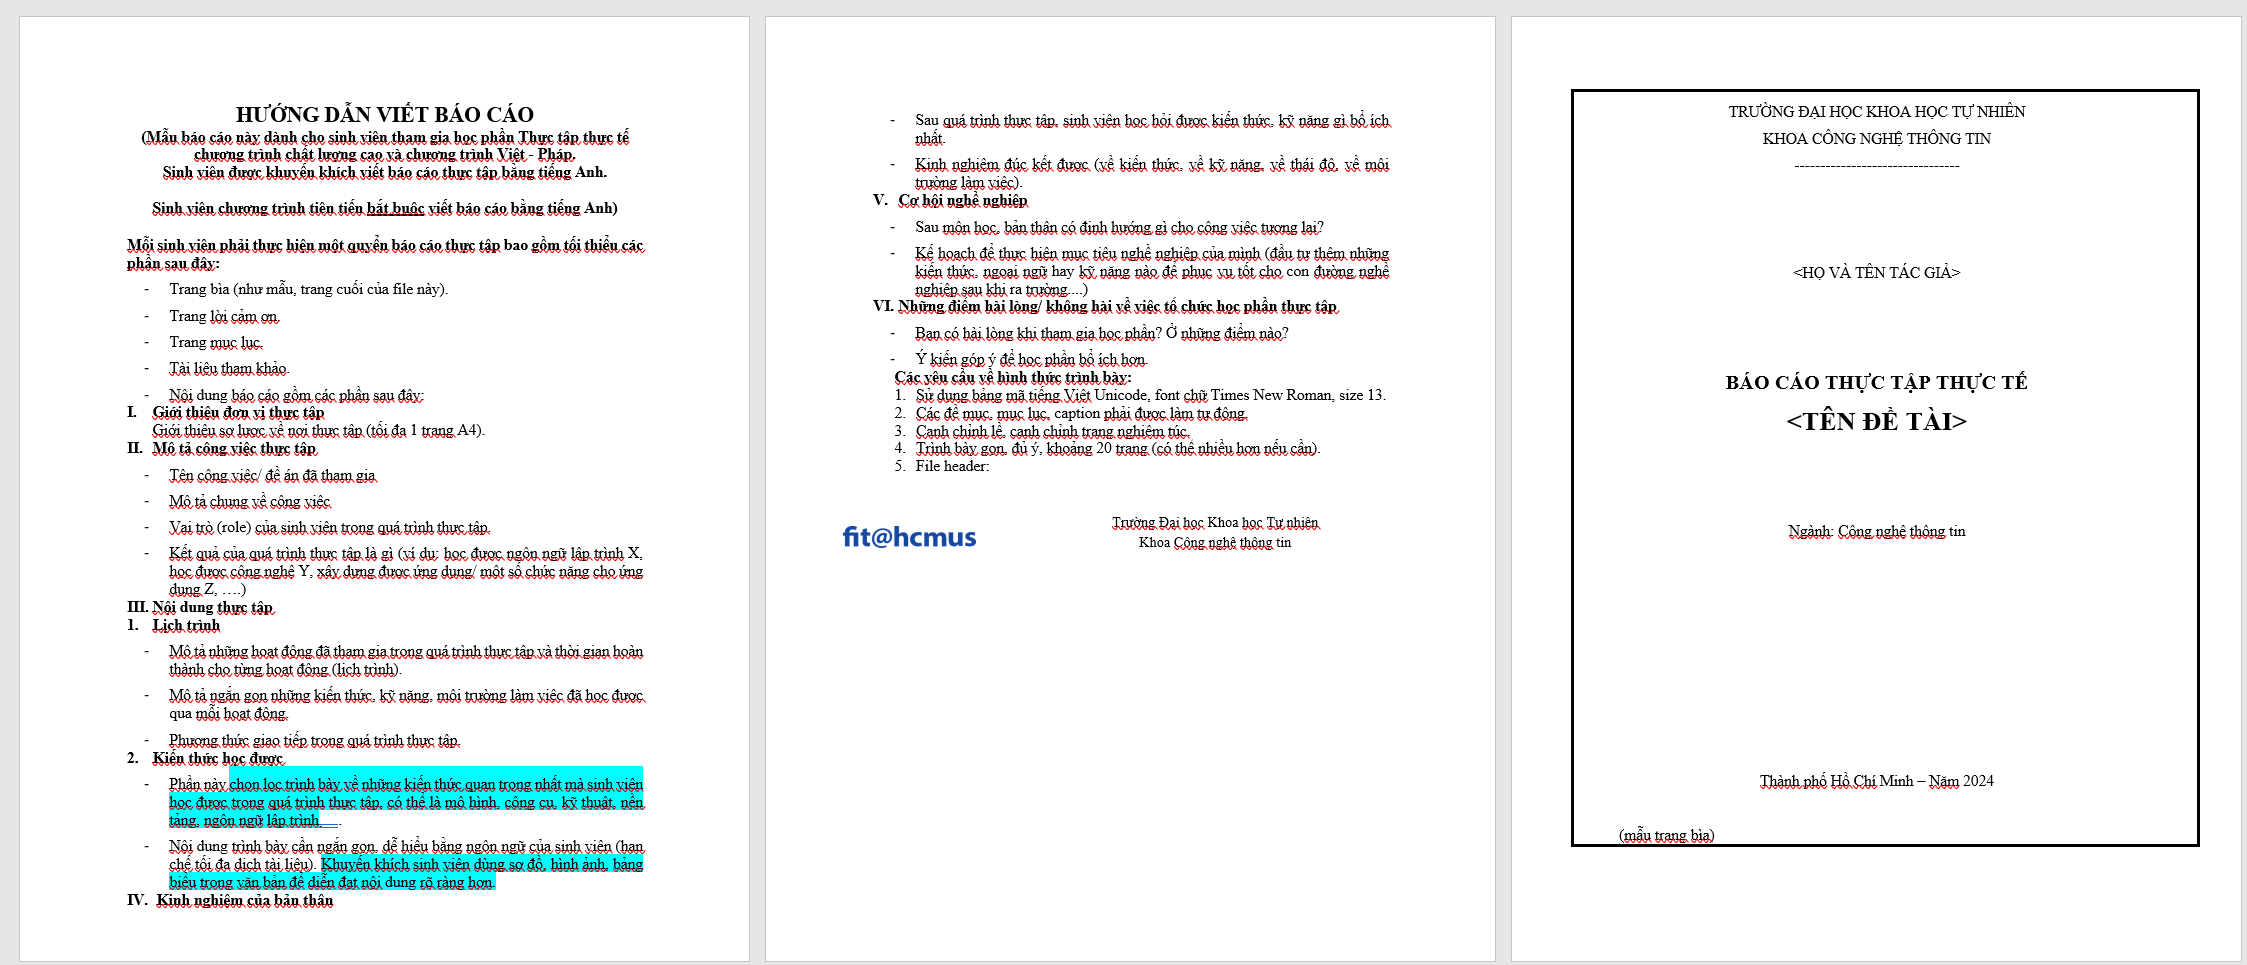 HƯỚNG DẪN VIẾT BÁO CÁO
(Mẫu báo cáo này dành cho sinh viên tham gia học phần Thực tập thực tế
chương trình chất lượng cao và chương trình Việt - Pháp.
Sinh viên được khuyến khích viết báo cáo thực tập bằng tiếng Anh.
Sinh viên chương trình tiên tiến bắt buộc viết báo cáo bằng tiếng Anh)
Mỗi sinh viên phải thực hiện một quyển báo cáo thực tập bao gồm tối thiểu các
phần sau đây:
- Trang bìa (như mẫu, trang cuối của file này).
- Trang lời cảm ơn.
- Trang mục lục.
- Tài liệu tham khảo.
- Nội dung báo cáo gồm các phần sau đây:
I. Giới thiệu đơn vị thực tập
Giới thiệu sơ lược về nơi thực tập (tối đa 1 trang A4).
II. Mô tả công việc thực tập
- Tên công việc/ đề án đã tham gia
- Mô tả chung về công việc
- Vai trò (role) của sinh viên trong quá trình thực tập.
- Kết quả của quá trình thực tập là gì (ví dụ: học được ngôn ngữ lập trình X,
học được công nghệ Y, xây dựng được ứng dụng/ một số chức năng cho ứng
dụng Z, ….)
III. Nội dung thực tập
1. Lịch trình
- Mô tả những hoạt động đã tham gia trong quá trình thực tập và thời gian hoàn
thành cho từng hoạt động (lịch trình).
- Mô tả ngắn gọn những kiến thức, kỹ năng, môi trường làm việc đã học được
qua mỗi hoạt động.
- Phương thức giao tiếp trong quá trình thực tập.
2. Kiến thức học được
- Phần này chọn lọc trình bày về những kiến thức quan trọng nhất mà sinh viên
học được trong quá trình thực tập, có thể là mô hình, công cụ, kỹ thuật, nền
tảng, ngôn ngữ lập trình,__.
- Nội dung trình bày cần ngắn gọn, dễ hiểu bằng ngôn ngữ của sinh viên (hạn
chế tối đa dịch tài liệu). Khuyến khích sinh viên dùng sơ đồ, hình ảnh, bảng
biểu trong văn bản để diễn đạt nội dung rõ ràng hơn.
IV. Kinh nghiệm của bản thân
- Sau quá trình thực tập, sinh viên học hỏi được kiến thức, kỹ năng gì bổ ích
nhất.
- Kinh nghiệm đúc kết được (về kiến thức, về kỹ năng, về thái độ, về môi
trường làm việc).
V. Cơ hội nghề nghiệp
- Sau môn học, bản thân có định hướng gì cho công việc tương lai?
- Kế hoạch để thực hiện mục tiêu nghề nghiệp của mình (đầu tư thêm những
kiến thức, ngoại ngữ hay kỹ năng nào để phục vụ tốt cho con đường nghề
nghiệp sau khi ra trường....)
VI. Những điểm hài lòng/ không hài về việc tổ chức học phần thực tập
- Bạn có hài lòng khi tham gia học phần? Ở những điểm nào?
- Ý kiến góp ý để học phần bổ ích hơn.
Các yêu cầu về hình thức trình bày:
1. Sử dụng bảng mã tiếng Việt Unicode, font chữ Times New Roman, size 13.
2. Các đề mục, mục lục, caption phải được làm tự động.
3. Canh chỉnh lề, canh chỉnh trang nghiêm túc.
4. Trình bày gọn, đủ ý, khoảng 20 trang (có thể nhiều hơn nếu cần).
5. File header:
fit@hcmus
Trường Đại học Khoa học Tự nhiên
Khoa Công nghệ thông tin
TRƯỜNG ĐẠI HỌC KHOA HỌC TỰ NHIÊN
KHOA CÔNG NGHỆ THÔNG TIN
--------------------------------
<HỌ VÀ TÊN TÁC GIẢ>
BÁO CÁO THỰC TẬP THỰC TẾ
<TÊN ĐỀ TÀI>
Ngành: Công nghệ thông tin
Thành phố Hồ Chí Minh – Năm 2024
(mẫu trang bìa)